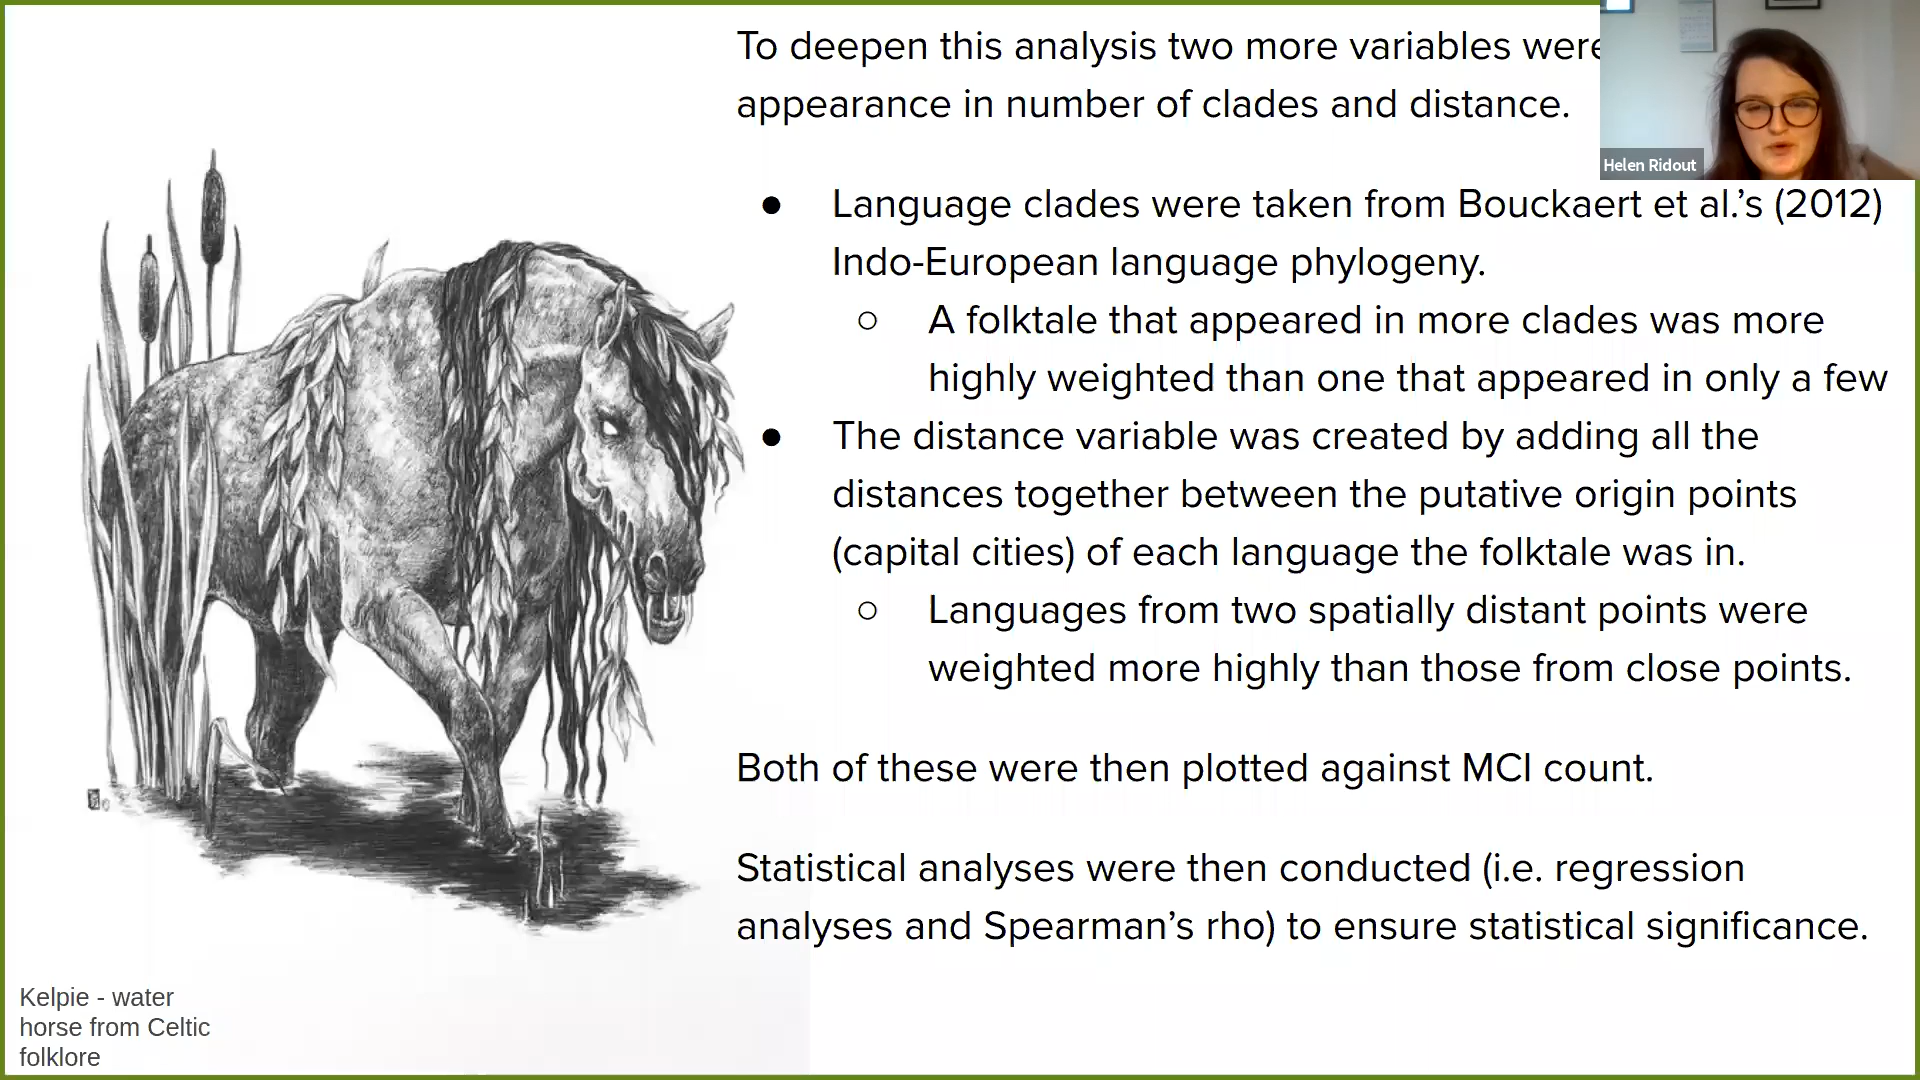 To deepen this analysis two more variables were
appearance in number of clades and distance.
Helen Ridout
● Language clades were taken from Bouckaert et al.’s (2012)
Indo-European language phylogeny.
○ A folktale that appeared in more clades was more
highly weighted than one that appeared in only a few
● The distance variable was created by adding all the
distances together between the putative origin points
(capital cities) of each language the folktale was in.
○ Languages from two spatially distant points were
weighted more highly than those from close points.
Both of these were then plotted against MCI count.
Statistical analyses were then conducted (i.e. regression
analyses and Spearman’s rho) to ensure statistical significance.
Kelpie - water
horse from Celtic
folklore